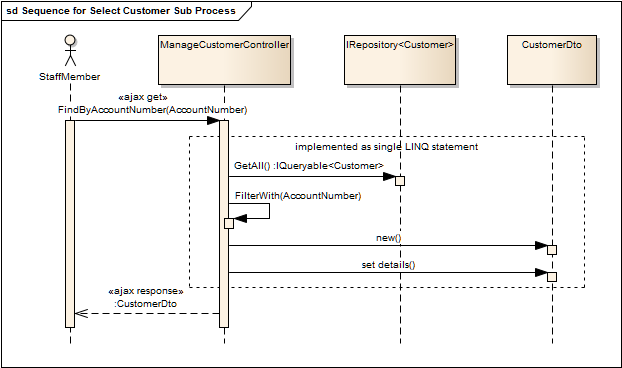 sd Sequence for Select Customer Sub Process
StaffMember
ManageCustomerController
IRepository<Customer>
CustomerDto
«ajax get»
FindByAccountNumber(AccountNumber)
implemented as single LINQ statement
GetAll() :IQueryable<Customer>
FilterWith(AccountNumber)
new()
set details()
«ajax response»
:CustomerDto